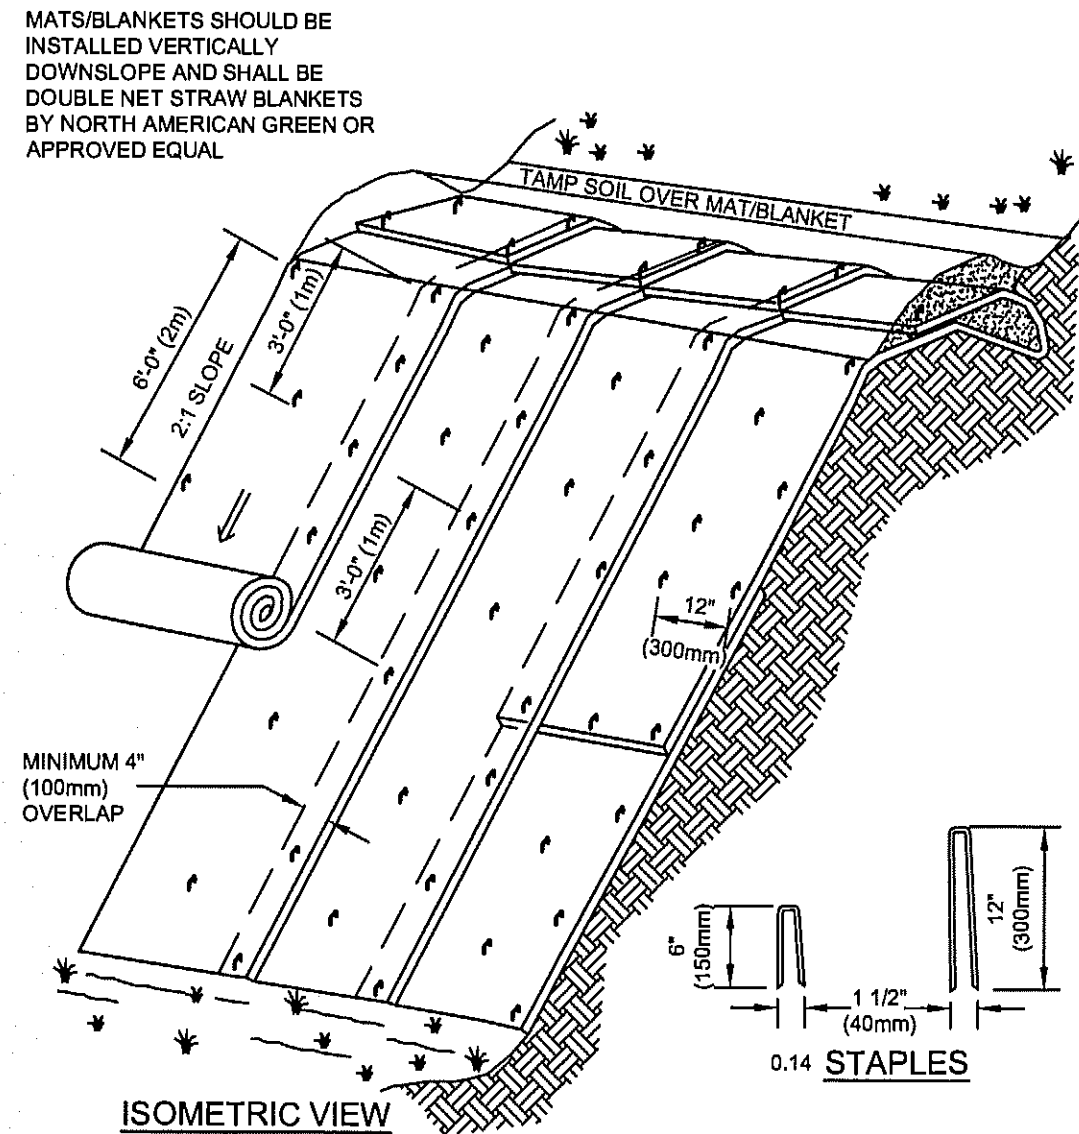 MATS/BLANKETS SHOULD BE
INSTALLED VERTICALLY
DOWNSLOPE AND SHALL BE
DOUBLE NET STRAW BLANKETS
BY NORTH AMERICAN GREEN OR
APPROVED EQUAL
TAMP SOIL OVER MAT/BLANKET
6'-0" (2m)
3'-0" (1m)
2:1 SLOPE
3'-0" (1m)
12"
(300mm)
MINIMUM 4"
(100mm)
OVERLAP
6"
(150mm)
12"
(300mm)
1 1/2"
(40mm)
0.14 STAPLES
ISOMETRIC VIEW